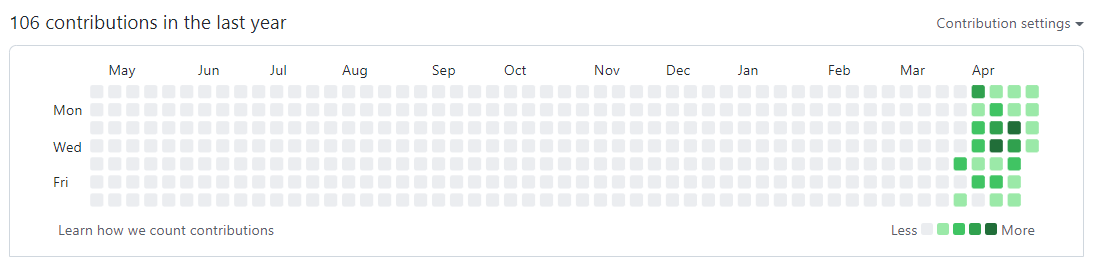 106 contributions in the last year
Contribution settings
May Jun Jul Aug Sep Oct Nov Dec Jan Feb Mar Apr
Mon
Wed
Fri
Learn how we count contributions
Less More